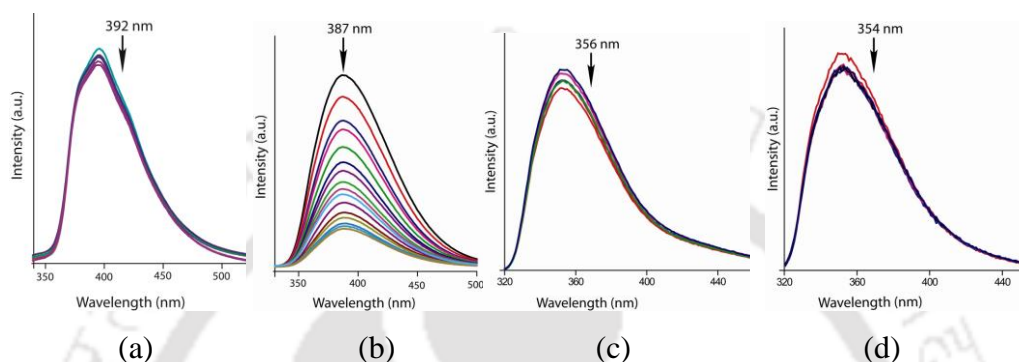 392 nm
387 nm
356 nm
354 nm
Intensity (a.u.)
Intensity (a.u.)
Intensity (a.u.)
Intensity (a.u.)
350 400 450 500
350 400 450 500
320 360 400 440
320 360 400 440
Wavelength (nm)
Wavelength (nm)
Wavelength (nm)
Wavelength (nm)
(a)
(b)
(c)
(d)